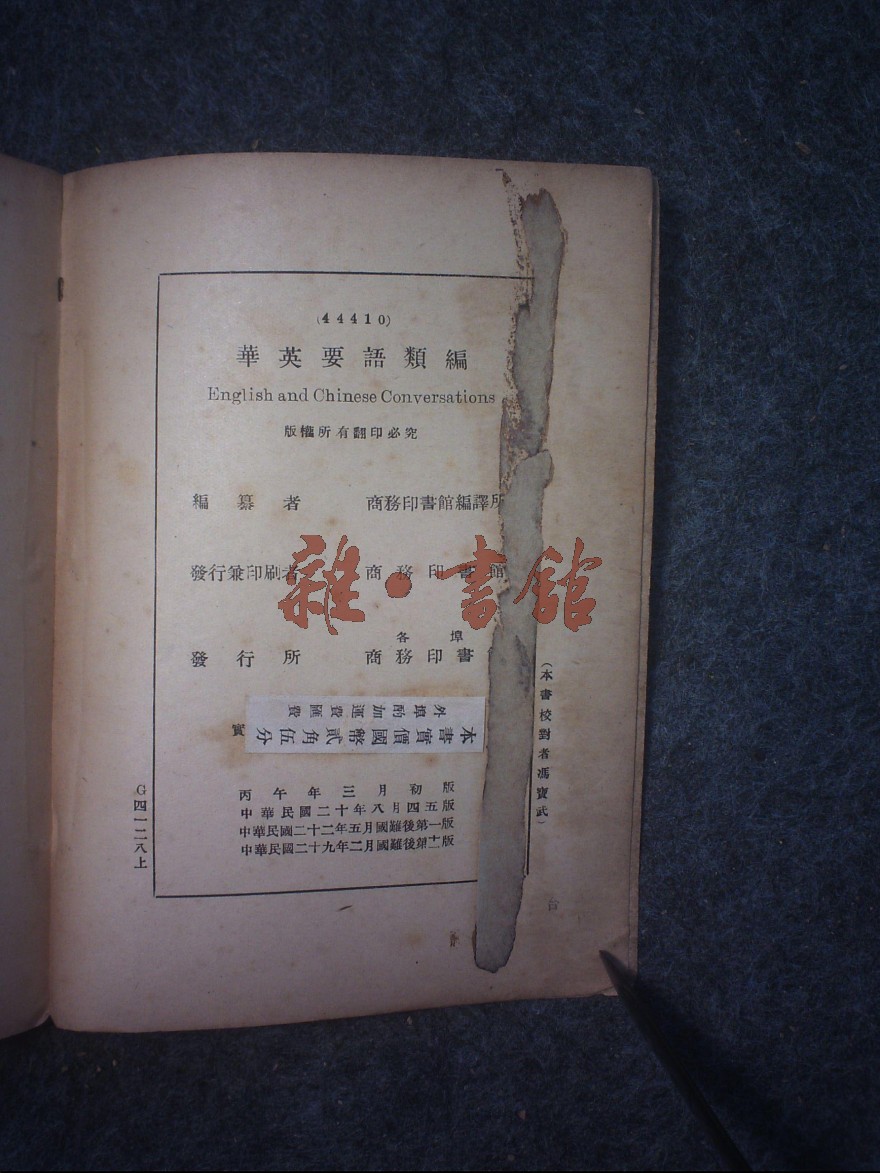 (44410)
華英要語類編
English and Chinese Conversations
版權所有翻印必究
編纂者 商務印書館編譯所
發行兼印刷者 商務印書館
雜·書館
各埠
發行所 商務印書
實
外埠酌加運費匯費
本書實價國幣貳角伍分
丙午年三月初版
中華民國二十年八月四五版
中華民國二十二年五月國難後第一版
中華民國二十九年二月國難後第十二版
(本書校對者馮寶武)
G四一二八上
台